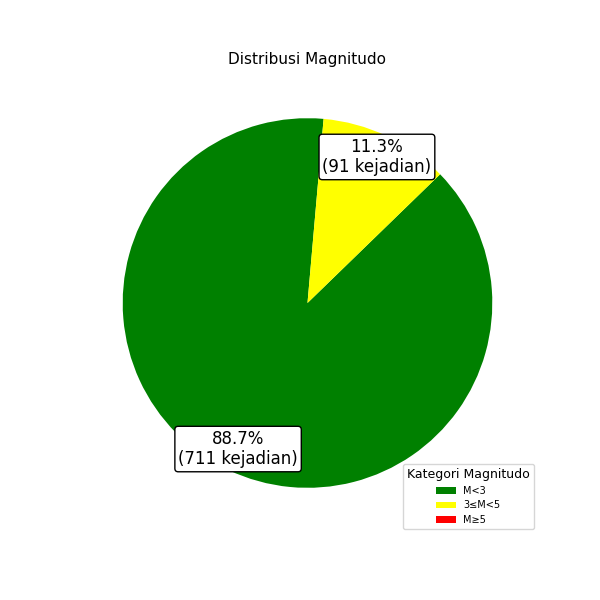 Distribusi Magnitudo
11.3%
(91 kejadian)
88.7%
(711 kejadian)
Kategori Magnitudo
M<3
3≤M<5
M≥5